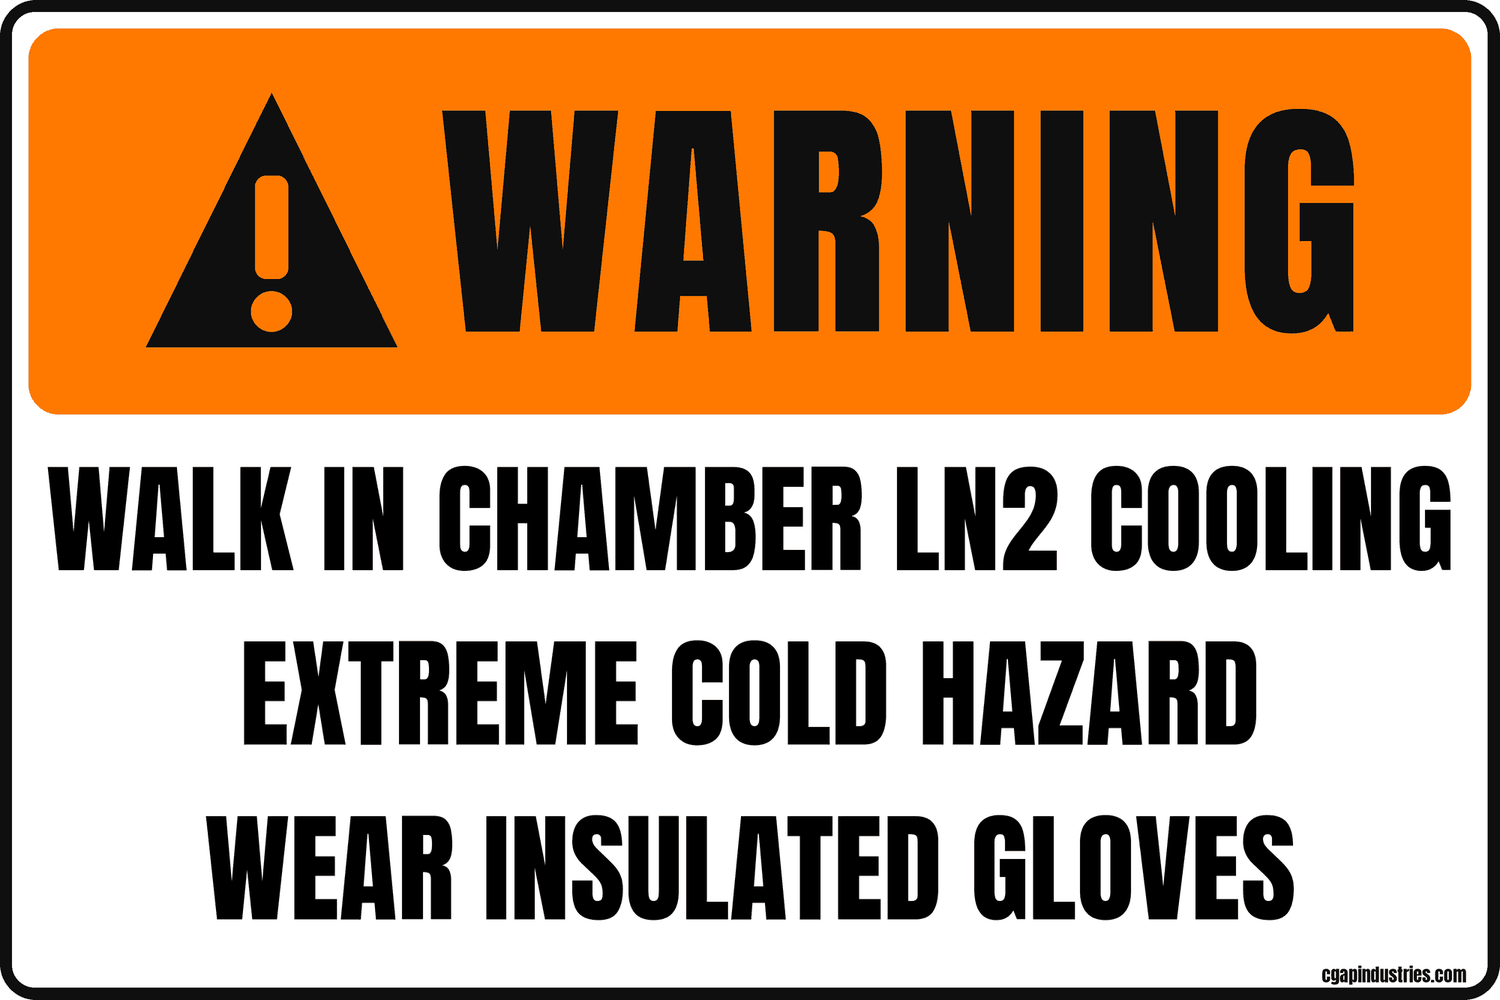 WARNING
WALK IN CHAMBER LN2 COOLING
EXTREME COLD HAZARD
WEAR INSULATED GLOVES
cgapindustries.com